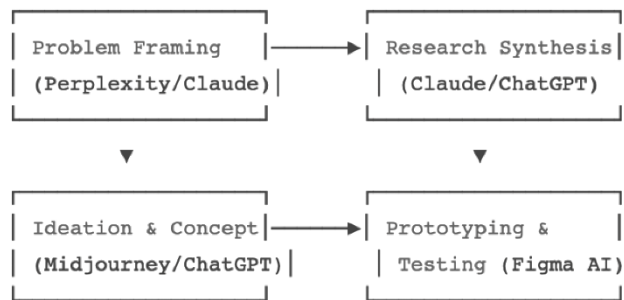 Problem Framing
(Perplexity/Claude)
Research Synthesis
(Claude/ChatGPT)
Ideation & Concept
(Midjourney/ChatGPT)
Prototyping &
Testing (Figma AI)